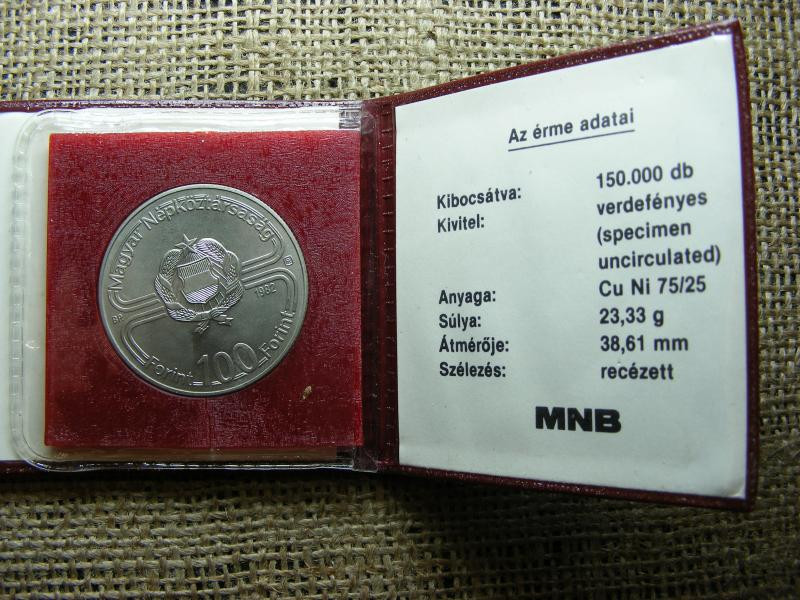 Magyar Népköztársaság
1982
BP.
Forint 100 Forint
Az érme adatai
Kibocsátva: 150.000 db
Kivitel: verdefényes
(specimen
uncirculated)
Anyaga: Cu Ni 75/25
Súlya: 23,33 g
Átmérője: 38,61 mm
Szélezés: recézett
MNB